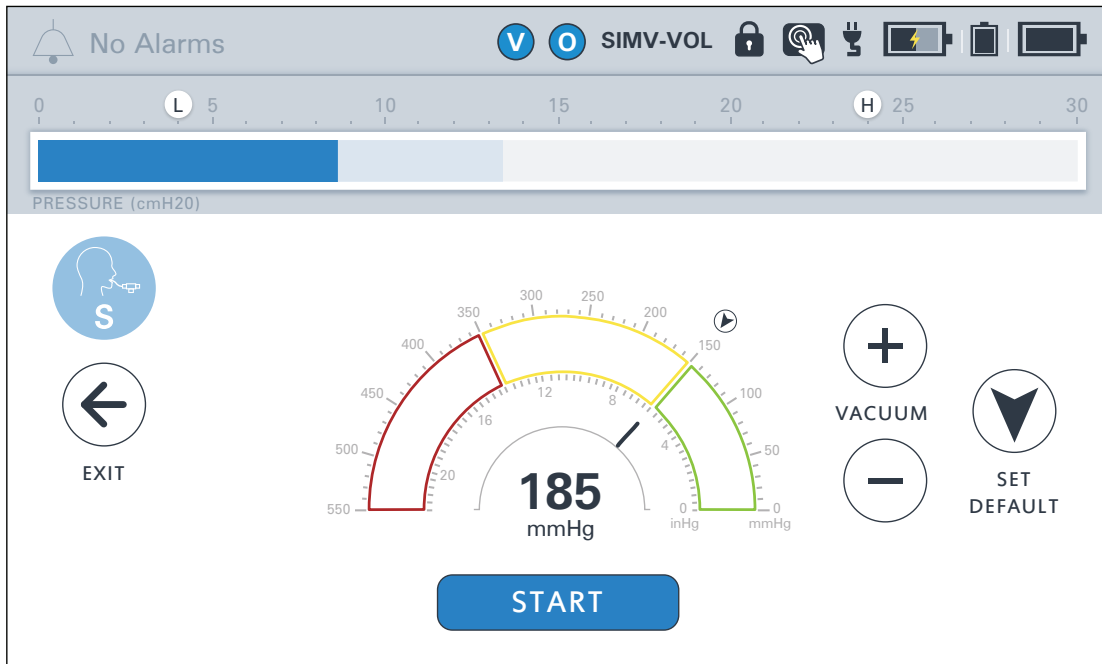 No Alarms
V O SIMV-VOL
0 L 5 10 15 20 H 25 30
PRESSURE (cmH20)
S
EXIT
0 50 100 150 200 250 300 350 400 450 500 550
mmHg
0 4 8 12 16 20
inHg
185
mmHg
VACUUM
SET
DEFAULT
START